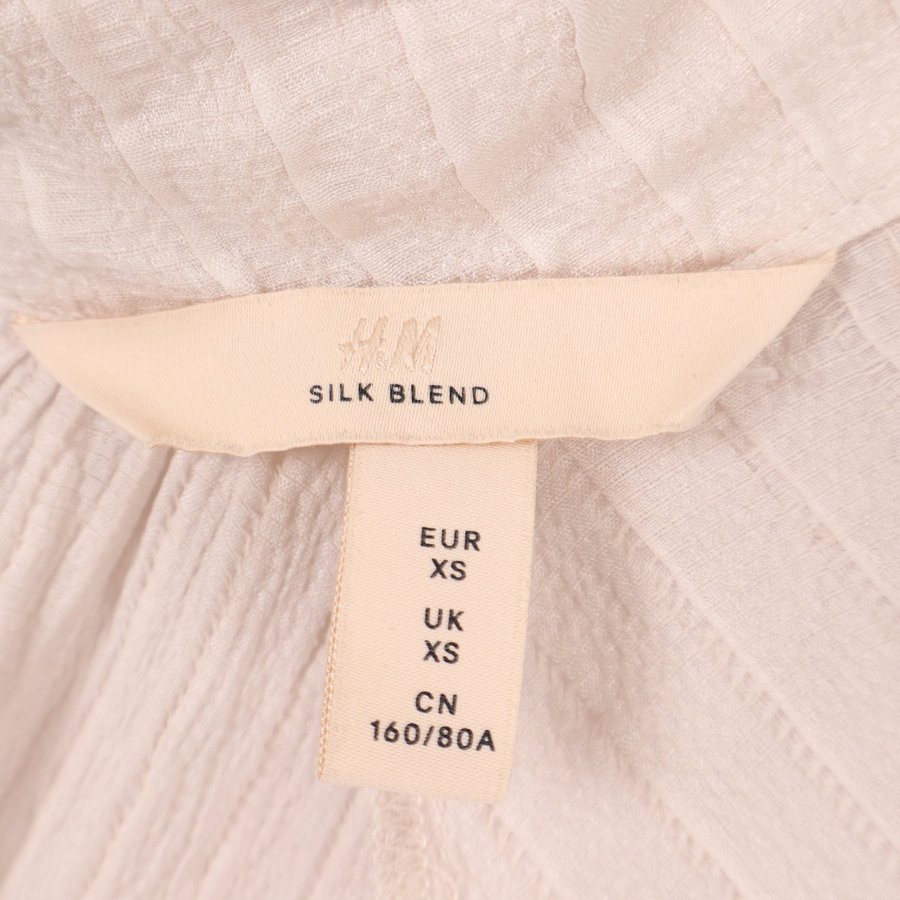 H&M
SILK BLEND
EUR
XS
UK
XS
CN
160/80A